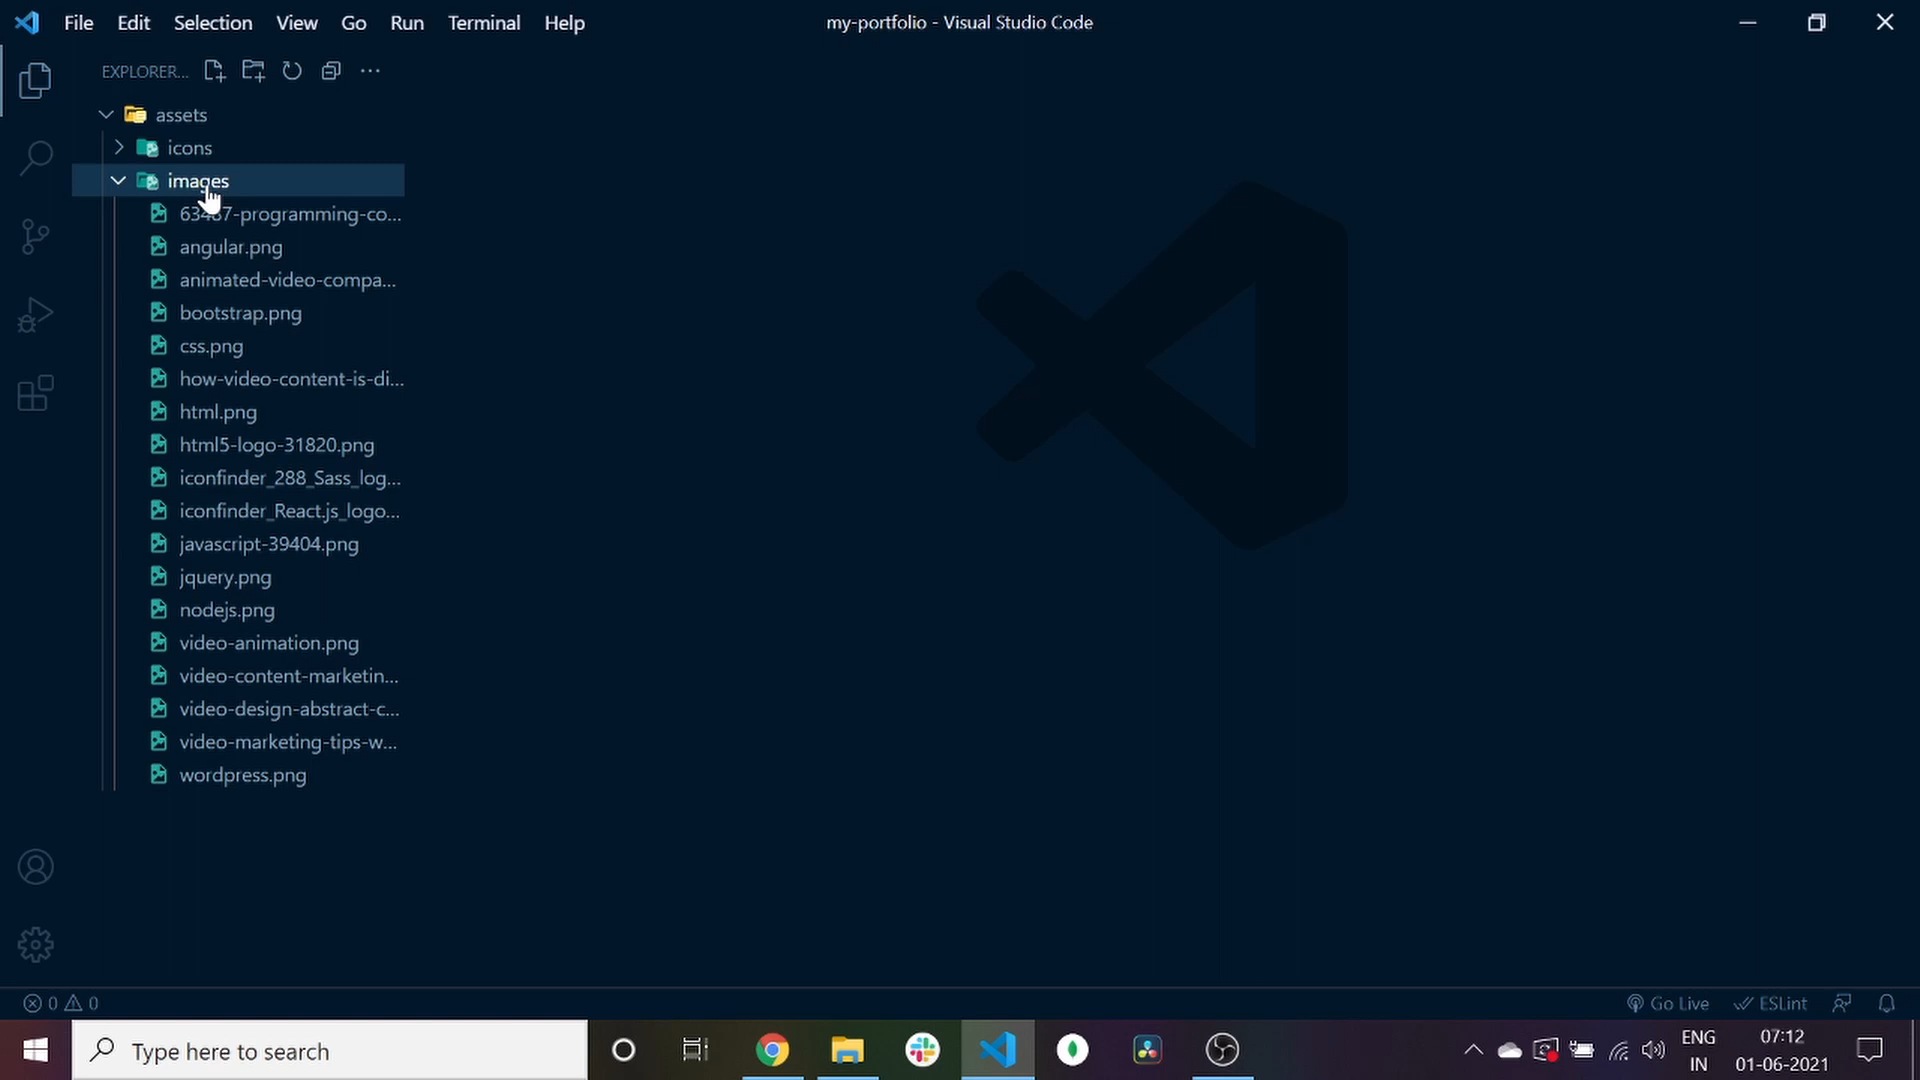 File Edit Selection View Go Run Terminal Help
my-portfolio - Visual Studio Code
EXPLORER...
assets
icons
images
63487-programming-co...
angular.png
animated-video-compa...
bootstrap.png
css.png
how-video-content-is-di...
html.png
html5-logo-31820.png
iconfinder_288_Sass_log...
iconfinder_React.js_logo...
javascript-39404.png
jquery.png
nodejs.png
video-animation.png
video-content-marketin...
video-design-abstract-c...
video-marketing-tips-w...
wordpress.png
0 0
Go Live ESLint
Type here to search
ENG
IN
07:12
01-06-2021